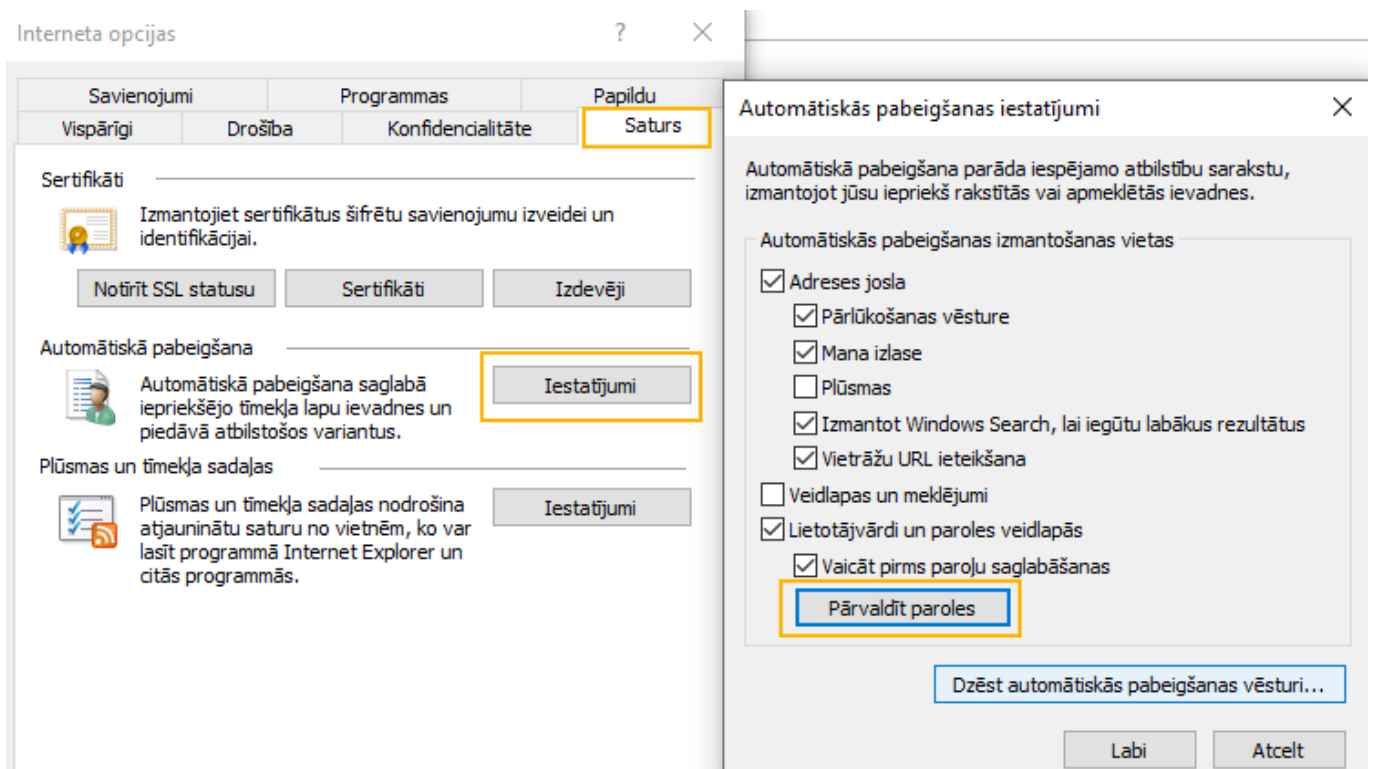 Interneta opcijas
?
Savienojumi
Programmas
Papildu
Vispārīgi
Drošība
Konfidencialitāte
Saturs
Sertifikāti
Izmantojiet sertifikātus šifrētu savienojumu izveidei un
identifikācijai.
Notīrīt SSL statusu
Sertifikāti
Izdevēji
Automātiskā pabeigšana
Automātiskā pabeigšana saglabā
iepriekšējo tīmekļa lapu ievadnes un
piedāvā atbilstošos variantus.
Iestatījumi
Plūsmas un tīmekļa sadaļas
Plūsmas un tīmekļa sadaļas nodrošina
atjauninātu saturu no vietnēm, ko var
lasīt programmā Internet Explorer un
citās programmās.
Iestatījumi
Automātiskās pabeigšanas iestatījumi
Automātiskā pabeigšana parāda iespējamo atbilstību sarakstu,
izmantojot jūsu iepriekš rakstītās vai apmeklētās ievadnes.
Automātiskās pabeigšanas izmantošanas vietas
Adreses josla
Pārlūkošanas vēsture
Mana izlase
Plūsmas
Izmantot Windows Search, lai iegūtu labākus rezultātus
Vietrāžu URL ieteikšana
Veidlapas un meklējumi
Lietotājvārdi un paroles veidlapās
Vaicāt pirms paroļu saglabāšanas
Pārvaldīt paroles
Dzēst automātiskās pabeigšanas vēsturi...
Labi
Atcelt